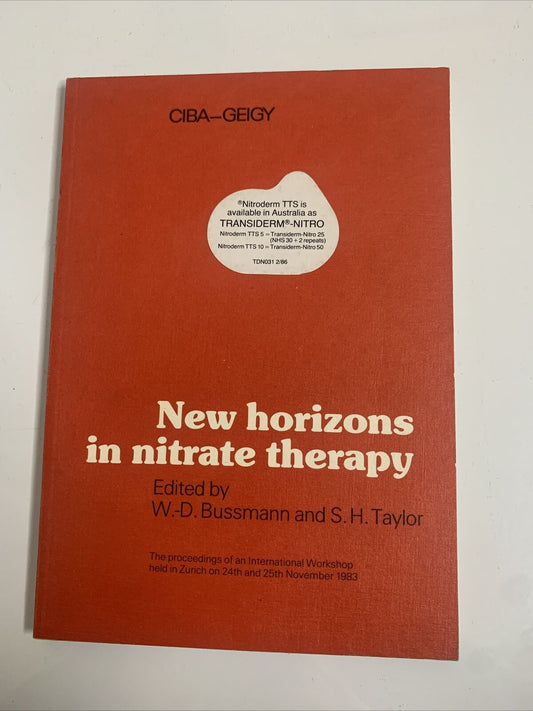 CIBA–GEIGY
®Nitroderm TTS is
available in Australia as
TRANSIDERM®-NITRO
Nitroderm TTS 5 = Transiderm-Nitro 25
(NHS 30 + 2 repeats)
Nitroderm TTS 10 = Transiderm-Nitro 50
TDN031 2/86
New horizons
in nitrate therapy
Edited by
W.-D. Bussmann and S. H. Taylor
The proceedings of an International Workshop
held in Zurich on 24th and 25th November 1983